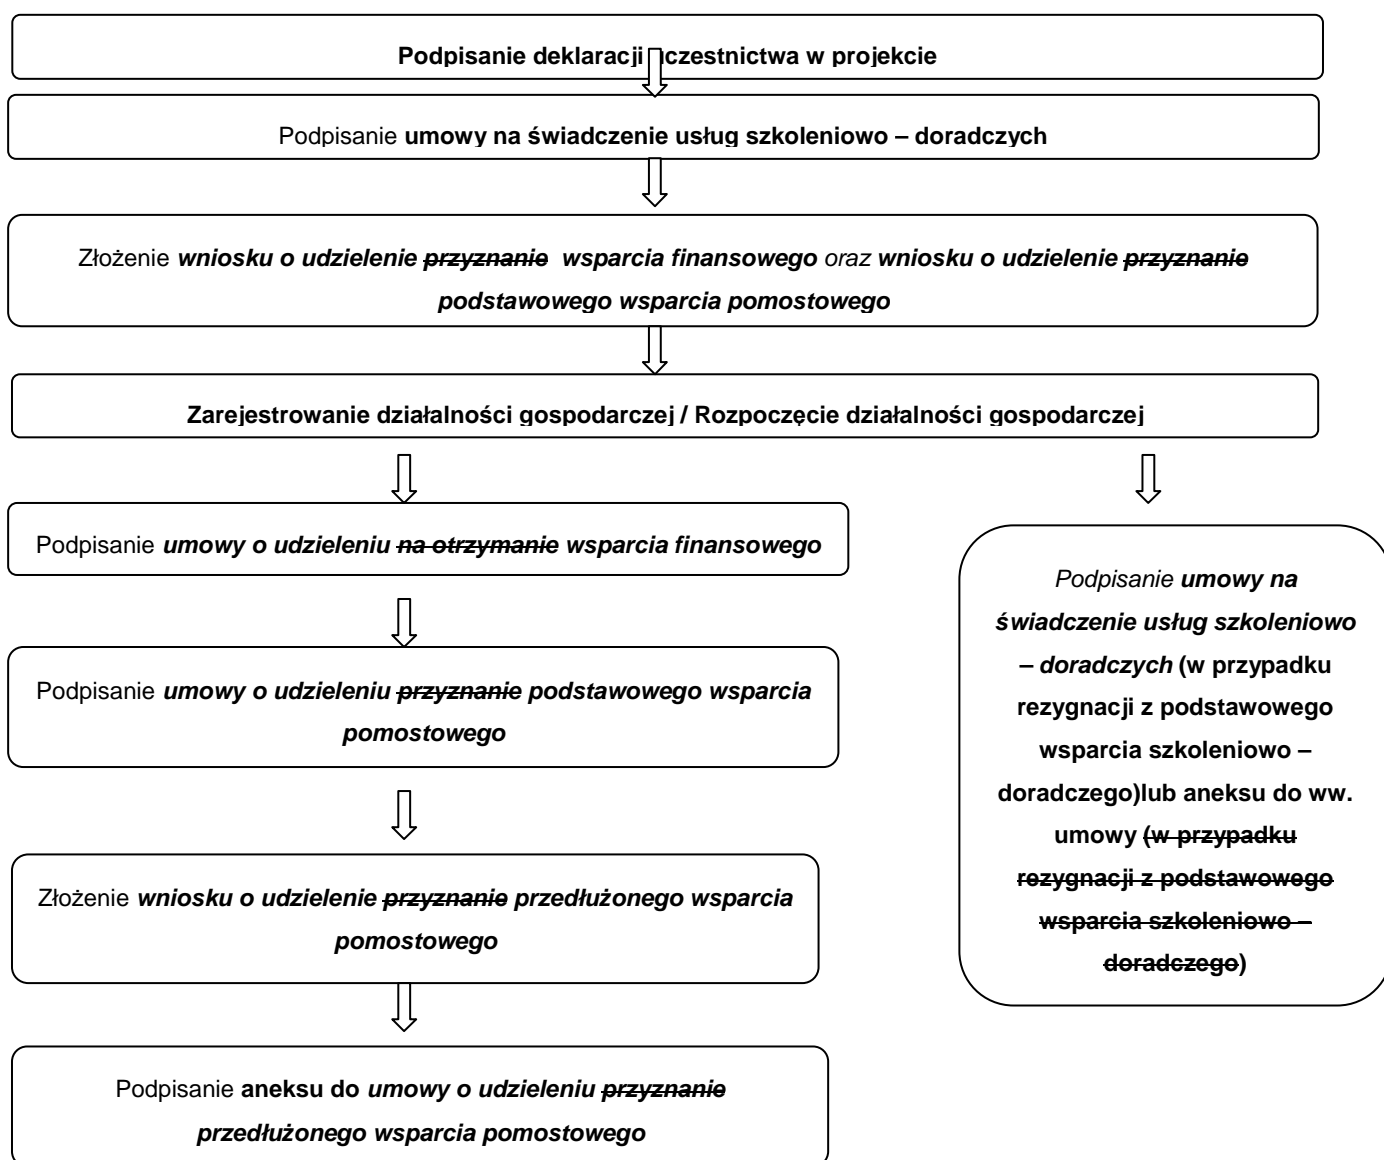 Podpisanie deklaracji uczestnictwa w projekcie
Podpisanie umowy na świadczenie usług szkoleniowo – doradczych
Złożenie wniosku o udzielenie przyznanie wsparcia finansowego oraz wniosku o udzielenie przyznanie
podstawowego wsparcia pomostowego
Zarejestrowanie działalności gospodarczej / Rozpoczęcie działalności gospodarczej
Podpisanie umowy o udzieleniu na otrzymanie wsparcia finansowego
Podpisanie umowy o udzieleniu przyznanie podstawowego wsparcia
pomostowego
Złożenie wniosku o udzielenie przyznanie przedłużonego wsparcia
pomostowego
Podpisanie aneksu do umowy o udzieleniu przyznanie
przedłużonego wsparcia pomostowego
Podpisanie umowy na
świadczenie usług szkoleniowo
– doradczych (w przypadku
rezygnacji z podstawowego
wsparcia szkoleniowo –
doradczego)lub aneksu do ww.
umowy (w przypadku
rezygnacji z podstawowego
wsparcia szkoleniowo –
doradczego)